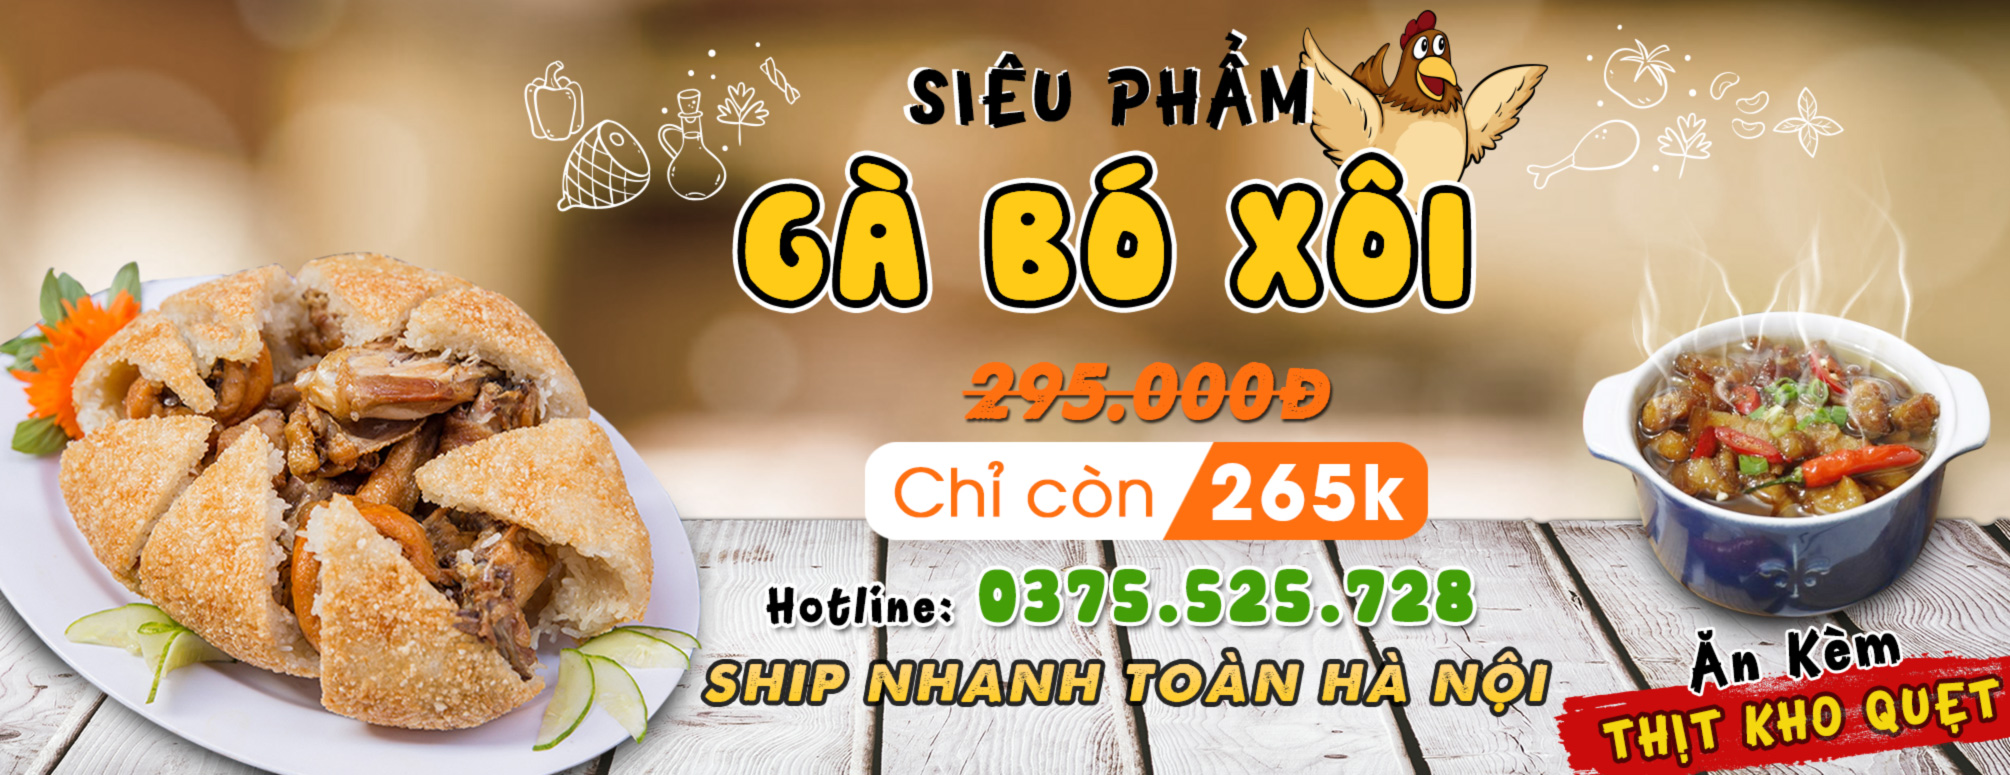 SIÊU PHẨM
GÀ BÓ XÔI
295.000Đ
Chỉ còn 265k
Hotline: 0375.525.728
SHIP NHANH TOÀN HÀ NỘI
Ăn Kèm
THỊT KHO QUẸT